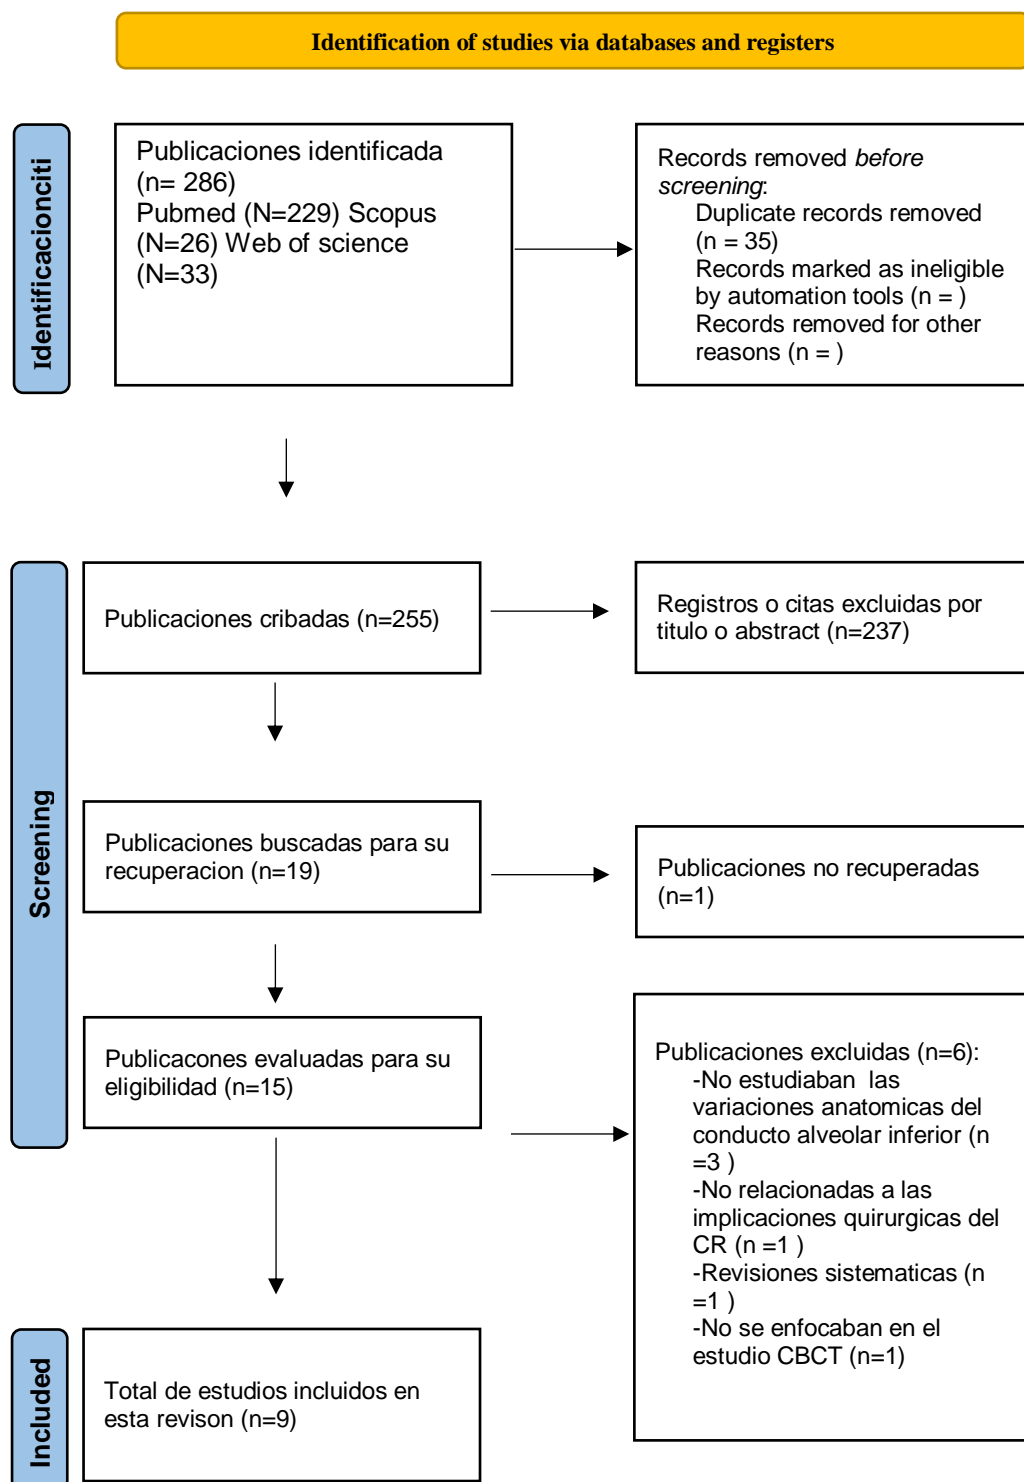 Identification of studies via databases and registers
Identificacionciti
Publicaciones identificada
(n= 286)
Pubmed (N=229) Scopus
(N=26) Web of science
(N=33)
Records removed before
screening:
Duplicate records removed
(n = 35)
Records marked as ineligible
by automation tools (n = )
Records removed for other
reasons (n = )
Screening
Publicaciones cribadas (n=255)
Registros o citas excluidas por
titulo o abstract (n=237)
Publicaciones buscadas para su
recuperacion (n=19)
Publicaciones no recuperadas
(n=1)
Publicacones evaluadas para su
eligibilidad (n=15)
Publicaciones excluidas (n=6):
-No estudiaban las
variaciones anatomicas del
conducto alveolar inferior (n
=3 )
-No relacionadas a las
implicaciones quirurgicas del
CR (n =1 )
-Revisiones sistematicas (n
=1 )
-No se enfocaban en el
estudio CBCT (n=1)
Included
Total de estudios incluidos en
esta revison (n=9)